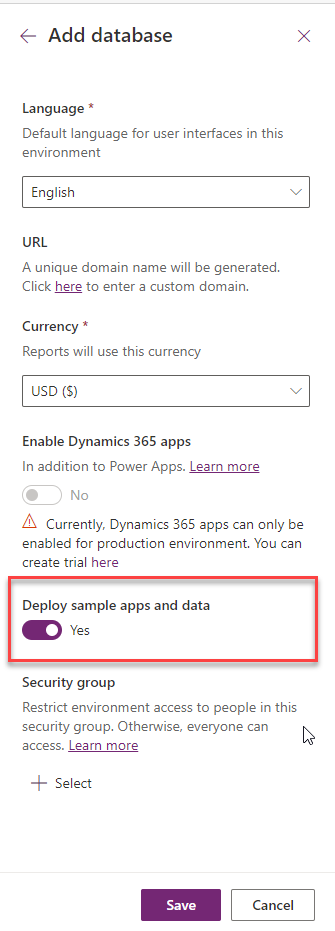 Add database
Language *
Default language for user interfaces in this
environment
English
URL
A unique domain name will be generated.
Click here to enter a custom domain.
Currency *
Reports will use this currency
USD ($)
Enable Dynamics 365 apps
In addition to Power Apps. Learn more
No
Currently, Dynamics 365 apps can only be
enabled for production environment. You can
create trial here
Deploy sample apps and data
Yes
Security group
Restrict environment access to people in this
security group. Otherwise, everyone can
access. Learn more
Select
Save
Cancel